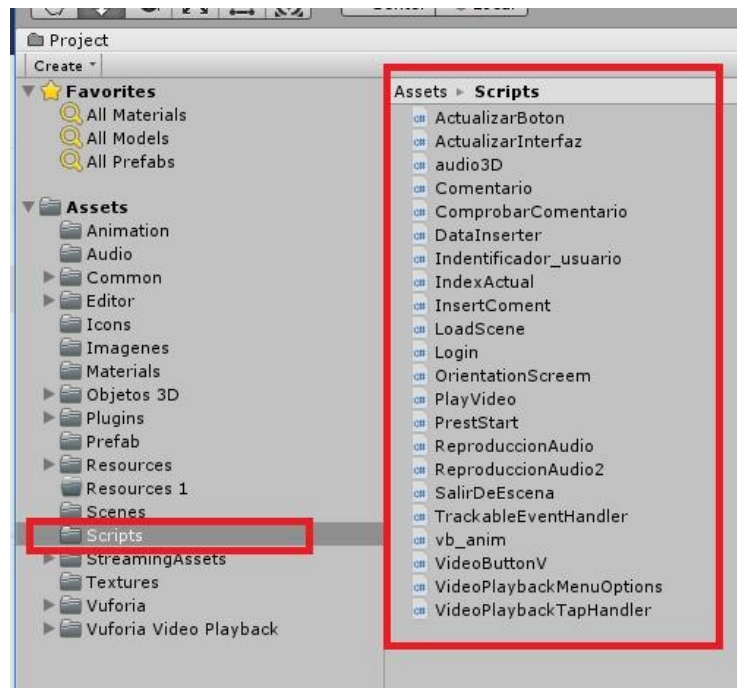 Project
Create
Favorites
All Materials
All Models
All Prefabs
Assets
Animation
Audio
Common
Editor
Icons
Imagenes
Materials
Objetos 3D
Plugins
Prefab
Resources
Resources 1
Scenes
Scripts
StreamingAssets
Textures
Vuforia
Vuforia Video Playback
Assets ▸ Scripts
ActualizarBoton
ActualizarInterfaz
audio3D
Comentario
ComprobarComentario
DataInserter
Indentificador_usuario
IndexActual
InsertComent
LoadScene
Login
OrientationScreem
PlayVideo
PrestStart
ReproduccionAudio
ReproduccionAudio2
SalirDeEscena
TrackableEventHandler
vb_anim
VideoButtonV
VideoPlaybackMenuOptions
VideoPlaybackTapHandler